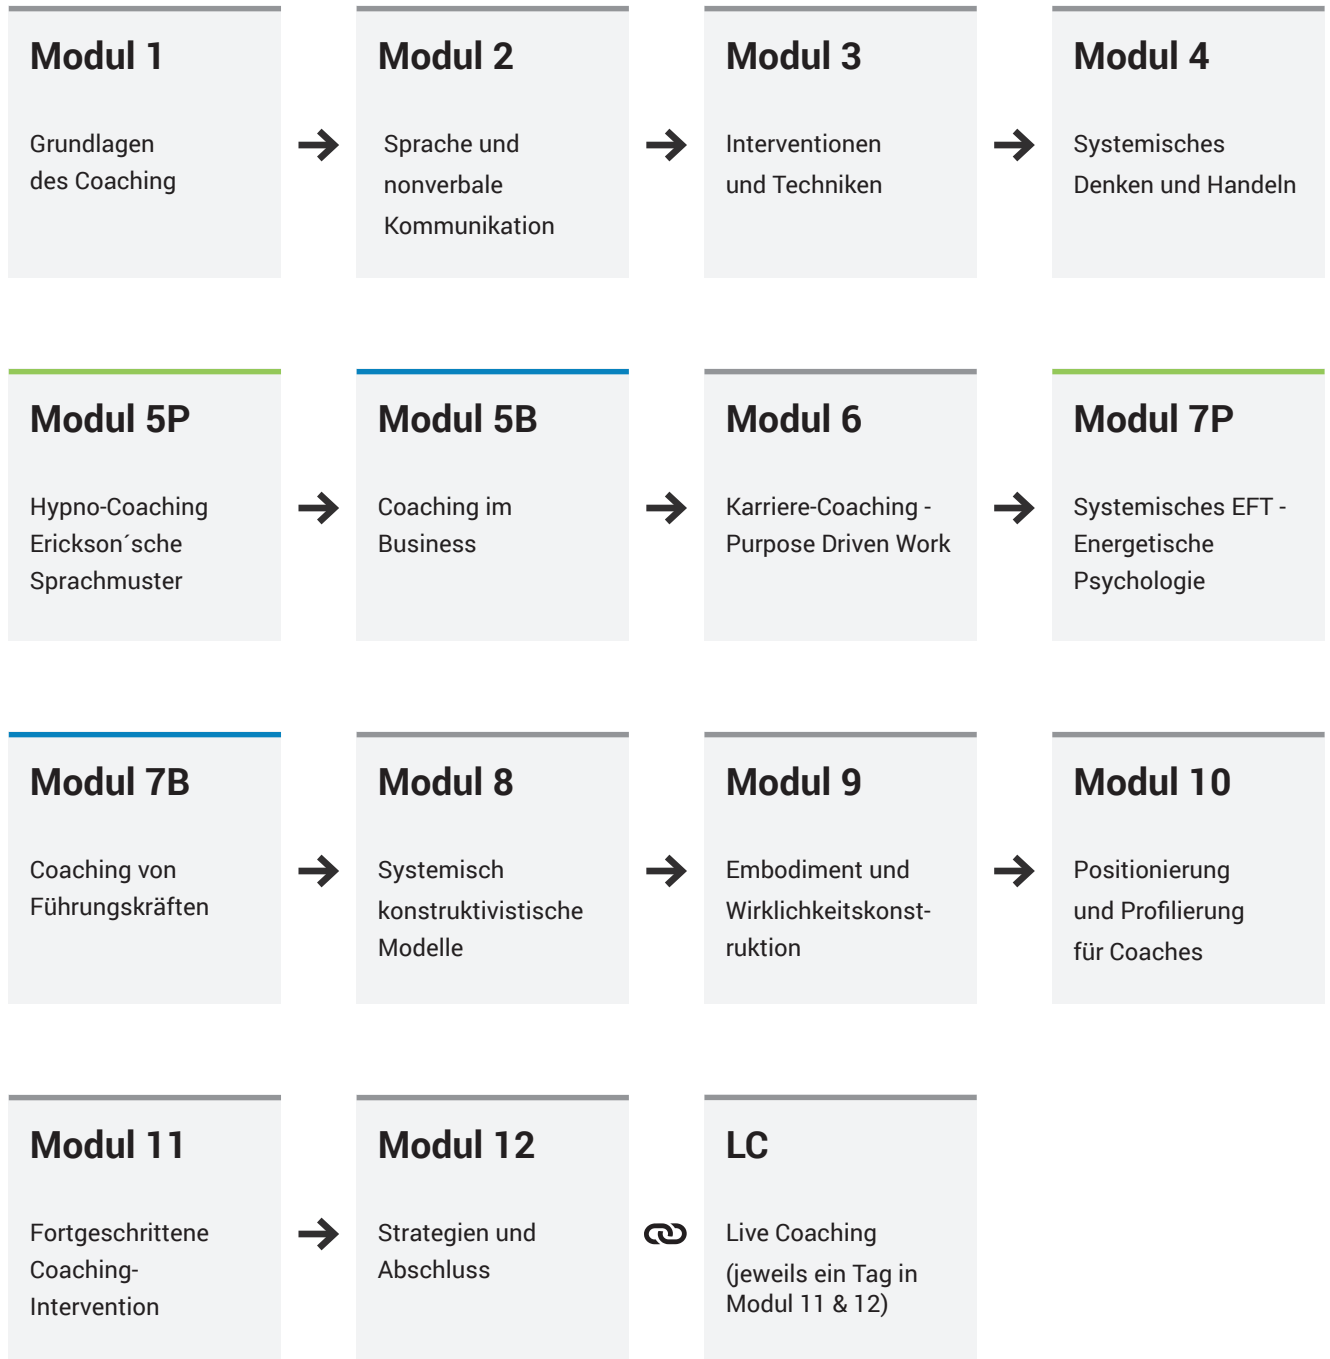 Modul 1
Grundlagen
des Coaching
Modul 2
Sprache und
nonverbale
Kommunikation
Modul 3
Interventionen
und Techniken
Modul 4
Systemisches
Denken und Handeln
Modul 5P
Hypno-Coaching
Erickson´sche
Sprachmuster
Modul 5B
Coaching im
Business
Modul 6
Karriere-Coaching -
Purpose Driven Work
Modul 7P
Systemisches EFT -
Energetische
Psychologie
Modul 7B
Coaching von
Führungskräften
Modul 8
Systemisch
konstruktivistische
Modelle
Modul 9
Embodiment und
Wirklichkeitskonst-
ruktion
Modul 10
Positionierung
und Profilierung
für Coaches
Modul 11
Fortgeschrittene
Coaching-
Intervention
Modul 12
Strategien und
Abschluss
LC
Live Coaching
(jeweils ein Tag in
Modul 11 & 12)